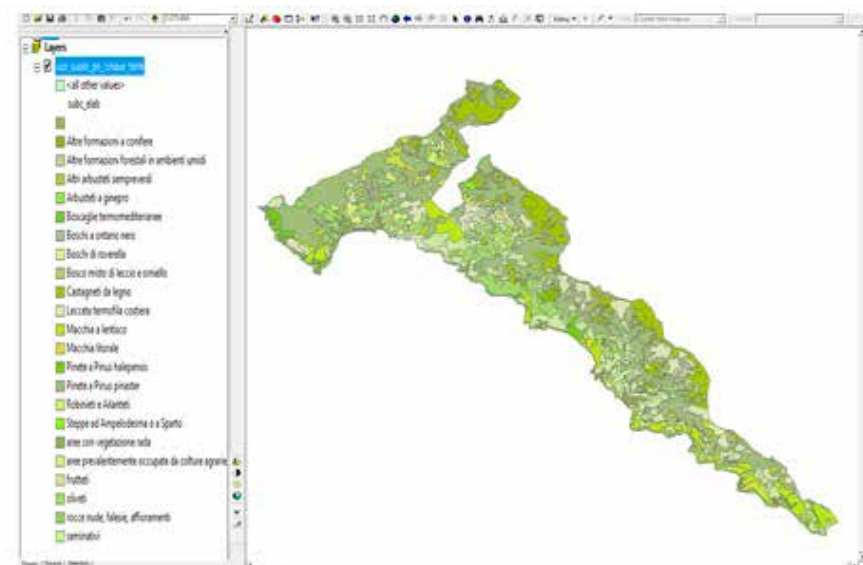 Layers
<all other values>
subc_elab
Altre formazioni a conifere
Altre formazioni forestali in ambienti umidi
Altri arbusteti sempreverdi
Arbusteti a ginepro
Boscaglie termomediterranee
Boschi a ontano nero
Boschi di roverella
Bosco misto di leccio e orniello
Castagneti da legno
Leccata termofila costiera
Macchia a lentisco
Macchia litorale
Pinete a Pinus halepensis
Pinete a Pinus pinaster
Robinieti e Ailanteti
Steppe ad Ampelodesma o a Sparto
aree con vegetazione rada
aree prevalentemente occupate da colture agrarie
frutteti
oliveti
rocce nude, falesie, affioramenti
seminativi